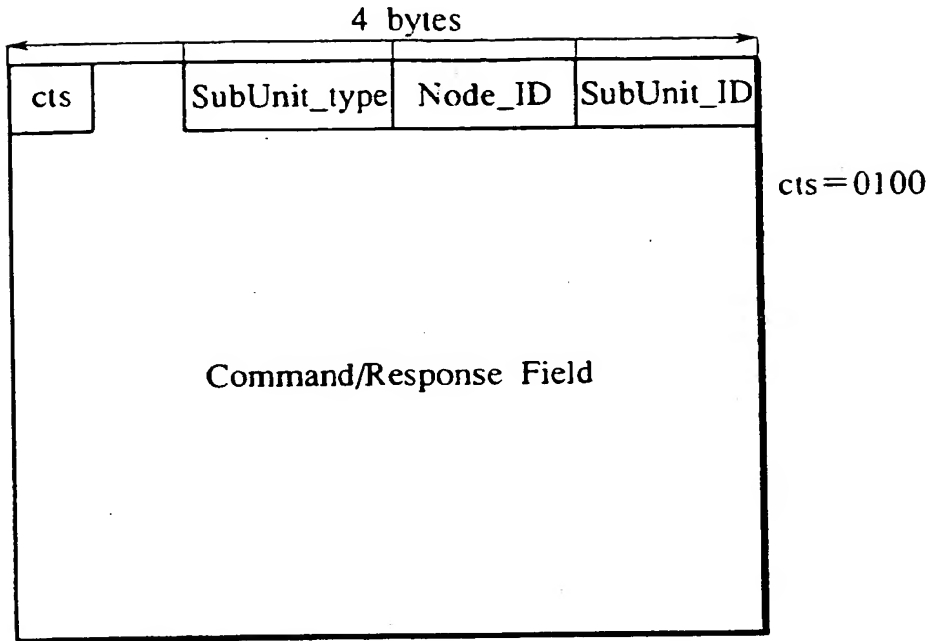 4 bytes
cts SubUnit_type Node_ID SubUnit_ID
cts=0100
Command/Response Field